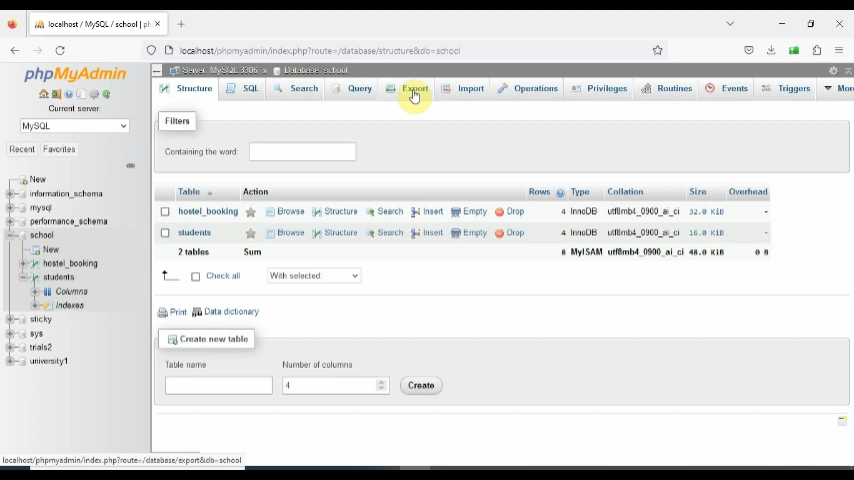 localhost / MySQL / school | ph
localhost/phpmyadmin/index.php?route=/database/structure&db=school
phpMyAdmin
Current server:
MySQL
Recent Favorites
New
information_schema
mysql
performance_schema
school
New
hostel_booking
students
Columns
Indexes
sticky
sys
trials2
university1
Server: MySQL:3306 » Database: school
Structure SQL Search Query Export Import Operations Privileges Routines Events Triggers More
Filters
Containing the word:
Table Action Rows Type Collation Size Overhead
hostel_booking Browse Structure Search Insert Empty Drop 4 InnoDB utf8mb4_0900_ai_ci 32.0 KiB -
students Browse Structure Search Insert Empty Drop 4 InnoDB utf8mb4_0900_ai_ci 16.0 KiB -
2 tables Sum 8 MyISAM utf8mb4_0900_ai_ci 48.0 KiB 0 B
Check all With selected:
Print Data dictionary
Create new table
Table name Number of columns
4 Create
localhost/phpmyadmin/index.php?route=/database/export&db=school